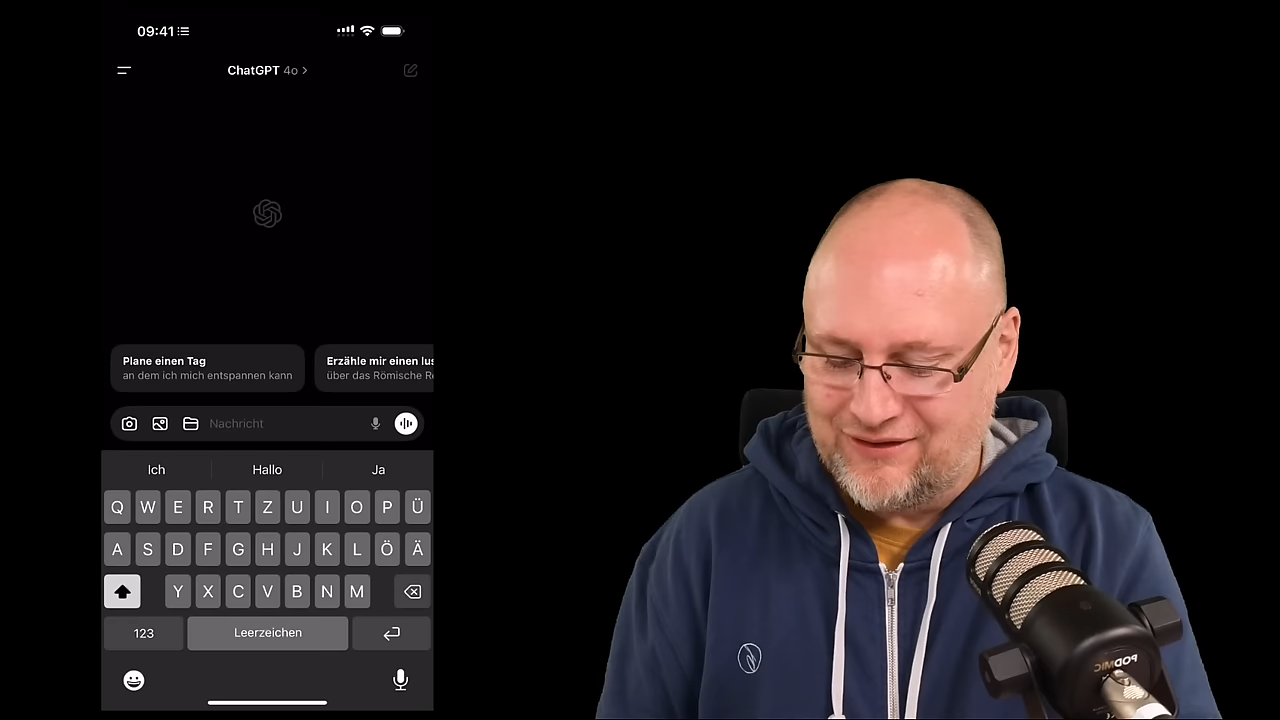 09:41
ChatGPT 4o >
Plane einen Tag
an dem ich mich entspannen kann
Erzähle mir einen lus
über das Römische Re
Nachricht
Ich Hallo Ja
Q W E R T Z U I O P Ü
A S D F G H J K L Ö Ä
Y X C V B N M
123 Leerzeichen
PODMIC